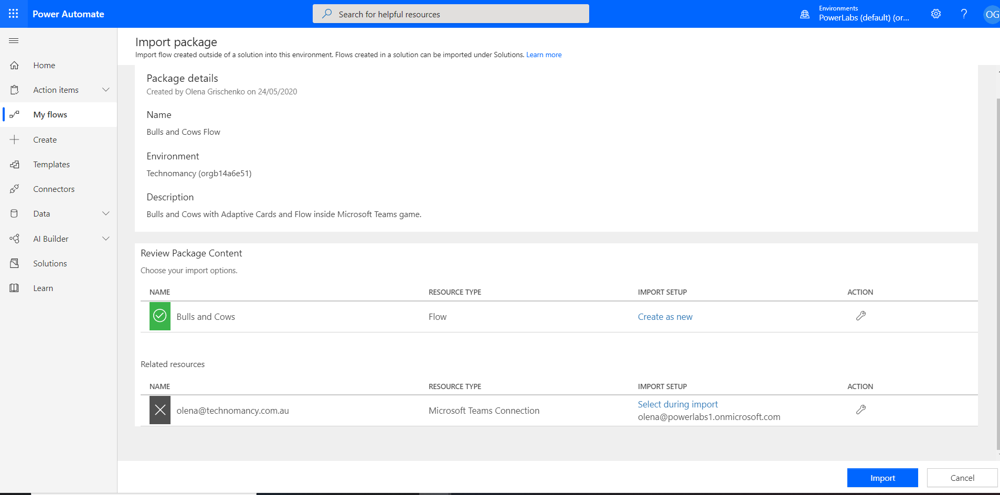 Power Automate
Search for helpful resources
Environments
PowerLabs (default) (or...
?
OG
Home
Action items
My flows
Create
Templates
Connectors
Data
AI Builder
Solutions
Learn
Import package
Import flow created outside of a solution into this environment. Flows created in a solution can be imported under Solutions. Learn more
Package details
Created by Olena Grischenko on 24/05/2020
Name
Bulls and Cows Flow
Environment
Technomancy (orgb14a6e51)
Description
Bulls and Cows with Adaptive Cards and Flow inside Microsoft Teams game.
Review Package Content
Choose your import options.
NAME RESOURCE TYPE IMPORT SETUP ACTION
Bulls and Cows Flow Create as new
Related resources
NAME RESOURCE TYPE IMPORT SETUP ACTION
olena@technomancy.com.au Microsoft Teams Connection Select during import
olena@powerlabs1.onmicrosoft.com
Import Cancel